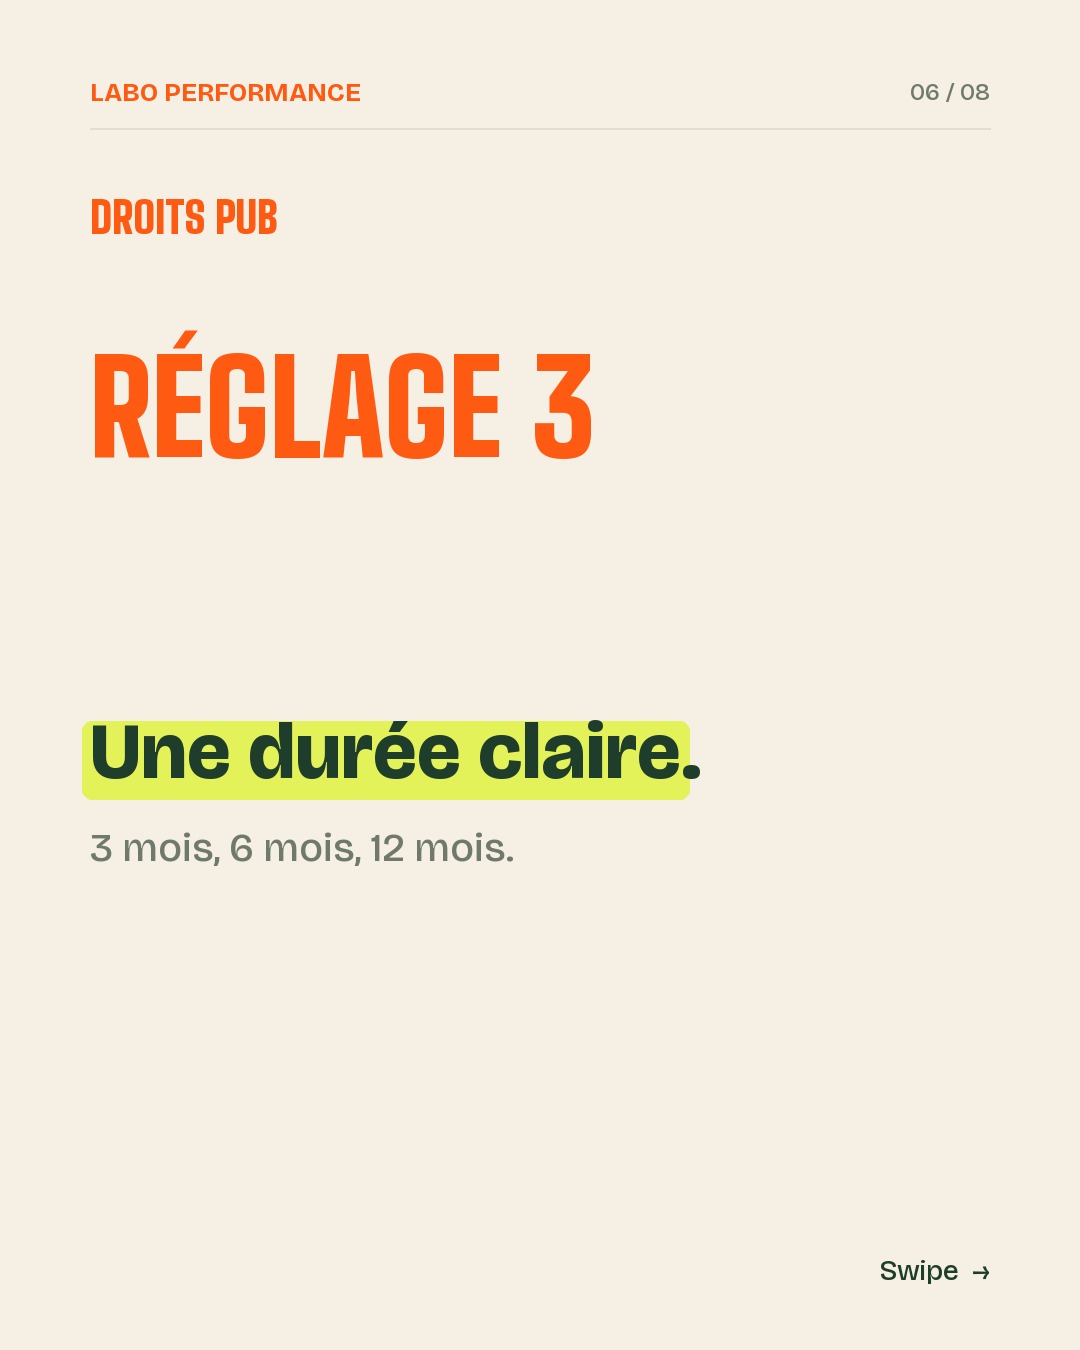 LABO PERFORMANCE
06 / 08
DROITS PUB
RÉGLAGE 3
Une durée claire.
3 mois, 6 mois, 12 mois.
Swipe →